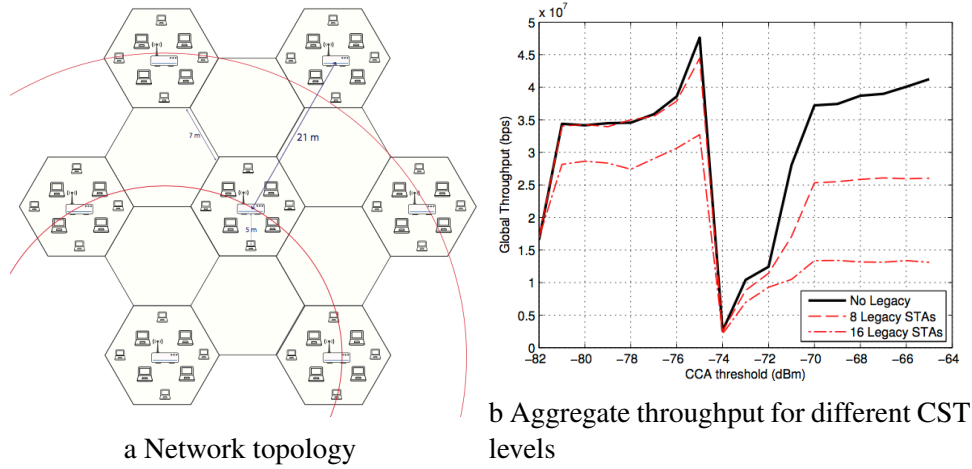 7 m
21 m
5 m
a Network topology
x 10⁷
5
4.5
4
3.5
3
2.5
2
1.5
1
0.5
0
Global Throughput (bps)
−82
−80
−78
−76
−74
−72
−70
−68
−66
−64
CCA threshold (dBm)
No Legacy
8 Legacy STAs
16 Legacy STAs
b Aggregate throughput for different CST
levels